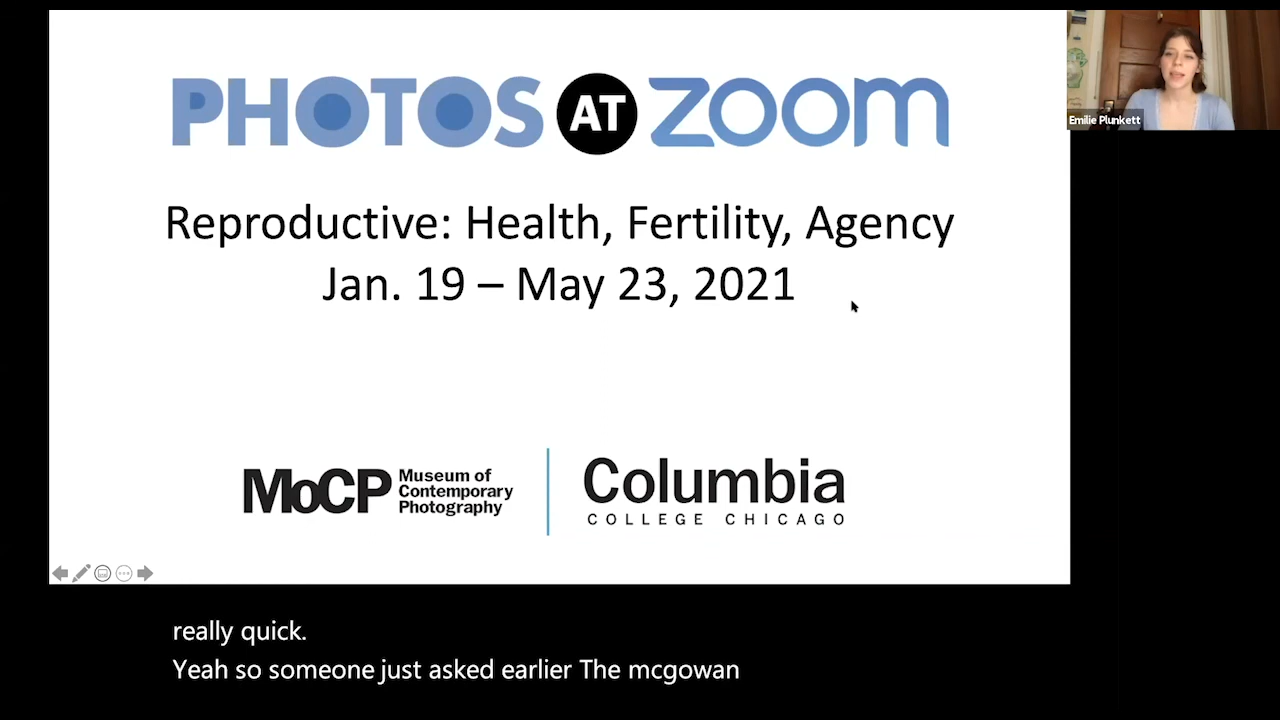 PHOTOS AT zoom
Emilie Plunkett
Reproductive: Health, Fertility, Agency
Jan. 19 – May 23, 2021
MoCP
Museum of
Contemporary
Photography
Columbia
COLLEGE CHICAGO
really quick.
Yeah so someone just asked earlier The mcgowan